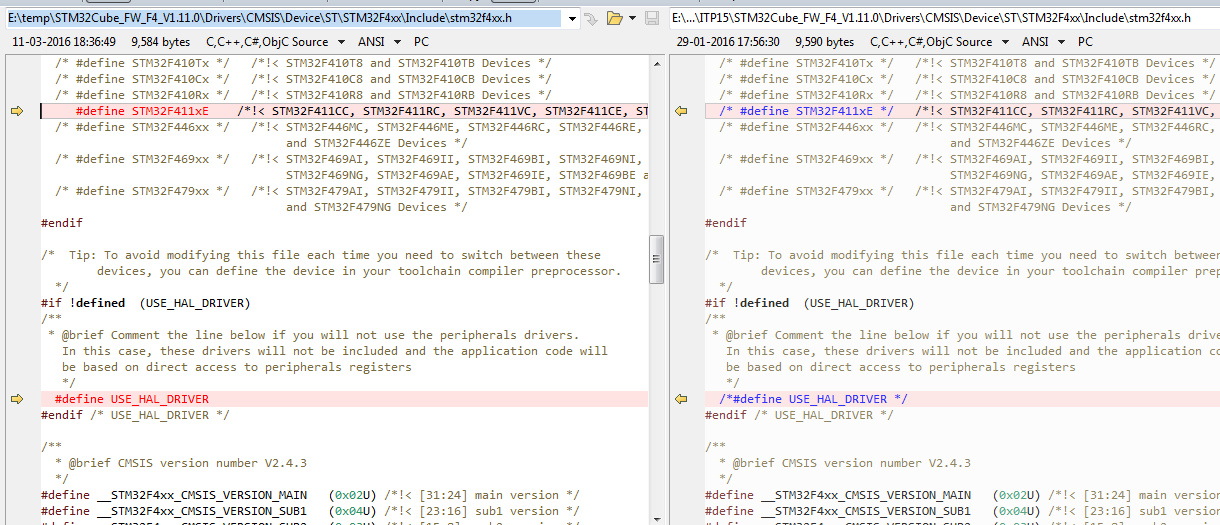 E:\temp\STM32Cube_FW_F4_V1.11.0\Drivers\CMSIS\Device\ST\STM32F4xx\Include\stm32f4xx.h
11-03-2016 18:36:49 9,584 bytes C,C++,C#,ObjC Source ANSI PC
/* #define STM32F410Tx */ /*!< STM32F410T8 and STM32F410TB Devices */
/* #define STM32F410Cx */ /*!< STM32F410C8 and STM32F410CB Devices */
/* #define STM32F410Rx */ /*!< STM32F410R8 and STM32F410RB Devices */
#define STM32F411xE /*!< STM32F411CC, STM32F411RC, STM32F411VC, STM32F411CE, ST
/* #define STM32F446xx */ /*!< STM32F446MC, STM32F446ME, STM32F446RC, STM32F446RE,
and STM32F446ZE Devices */
/* #define STM32F469xx */ /*!< STM32F469AI, STM32F469II, STM32F469BI, STM32F469NI,
STM32F469NG, STM32F469AE, STM32F469IE, STM32F469BE a
/* #define STM32F479xx */ /*!< STM32F479AI, STM32F479II, STM32F479BI, STM32F479NI,
and STM32F479NG Devices */
#endif
/* Tip: To avoid modifying this file each time you need to switch between these
devices, you can define the device in your toolchain compiler preprocessor.
*/
#if !defined (USE_HAL_DRIVER)
/**
* @brief Comment the line below if you will not use the peripherals drivers.
In this case, these drivers will not be included and the application code will
be based on direct access to peripherals registers
*/
#define USE_HAL_DRIVER
#endif /* USE_HAL_DRIVER */
/**
* @brief CMSIS version number V2.4.3
*/
#define __STM32F4xx_CMSIS_VERSION_MAIN (0x02U) /*!< [31:24] main version */
#define __STM32F4xx_CMSIS_VERSION_SUB1 (0x04U) /*!< [23:16] sub1 version */
E:\...\ITP15\STM32Cube_FW_F4_V1.11.0\Drivers\CMSIS\Device\ST\STM32F4xx\Include\stm32f4xx.h
29-01-2016 17:56:30 9,590 bytes C,C++,C#,ObjC Source ANSI PC
/* #define STM32F410Tx */ /*!< STM32F410T8 and STM32F410TB Devices */
/* #define STM32F410Cx */ /*!< STM32F410C8 and STM32F410CB Devices */
/* #define STM32F410Rx */ /*!< STM32F410R8 and STM32F410RB Devices */
/* #define STM32F411xE */ /*!< STM32F411CC, STM32F411RC, STM32F411VC,
/* #define STM32F446xx */ /*!< STM32F446MC, STM32F446ME, STM32F446RC,
and STM32F446ZE Devices */
/* #define STM32F469xx */ /*!< STM32F469AI, STM32F469II, STM32F469BI,
STM32F469NG, STM32F469AE, STM32F469IE,
/* #define STM32F479xx */ /*!< STM32F479AI, STM32F479II, STM32F479BI,
and STM32F479NG Devices */
#endif
/* Tip: To avoid modifying this file each time you need to switch between
devices, you can define the device in your toolchain compiler prep
*/
#if !defined (USE_HAL_DRIVER)
/**
* @brief Comment the line below if you will not use the peripherals drive
In this case, these drivers will not be included and the application co
be based on direct access to peripherals registers
*/
/*#define USE_HAL_DRIVER */
#endif /* USE_HAL_DRIVER */
/**
* @brief CMSIS version number V2.4.3
*/
#define __STM32F4xx_CMSIS_VERSION_MAIN (0x02U) /*!< [31:24] main version */
#define __STM32F4xx_CMSIS_VERSION_SUB1 (0x04U) /*!< [23:16] sub1 version */